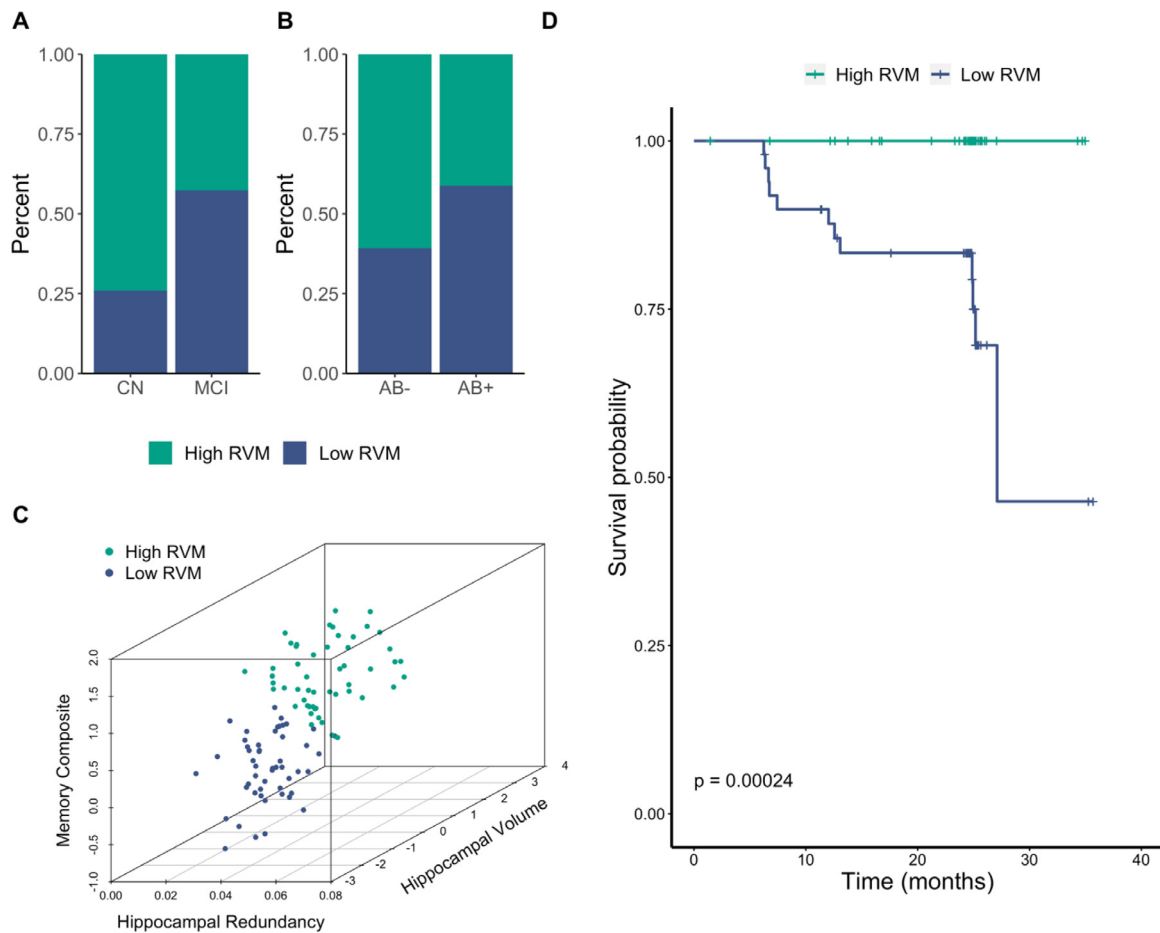 A
Percent
1.00
0.75
0.50
0.25
0.00
CN MCI
B
Percent
1.00
0.75
0.50
0.25
0.00
AB- AB+
High RVM Low RVM
C
High RVM
Low RVM
Memory Composite
2.0
1.5
1.0
0.5
0.0
-0.5
-1.0
0.00 0.02 0.04 0.06 0.08
Hippocampal Redundancy
-3 -2 -1 0 1 2 3 4
Hippocampal Volume
D
High RVM Low RVM
Survival probability
1.00
0.75
0.50
0.25
0.00
p = 0.00024
0 10 20 30 40
Time (months)